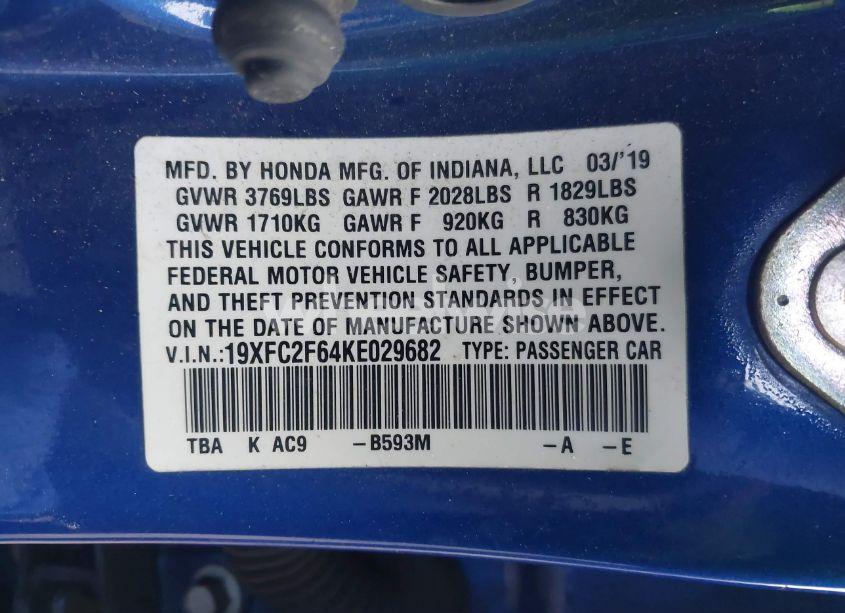 MFD. BY HONDA MFG. OF INDIANA, LLC 03/'19
GVWR 3769LBS GAWR F 2028LBS R 1829LBS
GVWR 1710KG GAWR F 920KG R 830KG
THIS VEHICLE CONFORMS TO ALL APPLICABLE
FEDERAL MOTOR VEHICLE SAFETY, BUMPER,
AND THEFT PREVENTION STANDARDS IN EFFECT
ON THE DATE OF MANUFACTURE SHOWN ABOVE.
V.I.N.:19XFC2F64KE029682 TYPE: PASSENGER CAR
TBA K AC9 -B593M -A -E